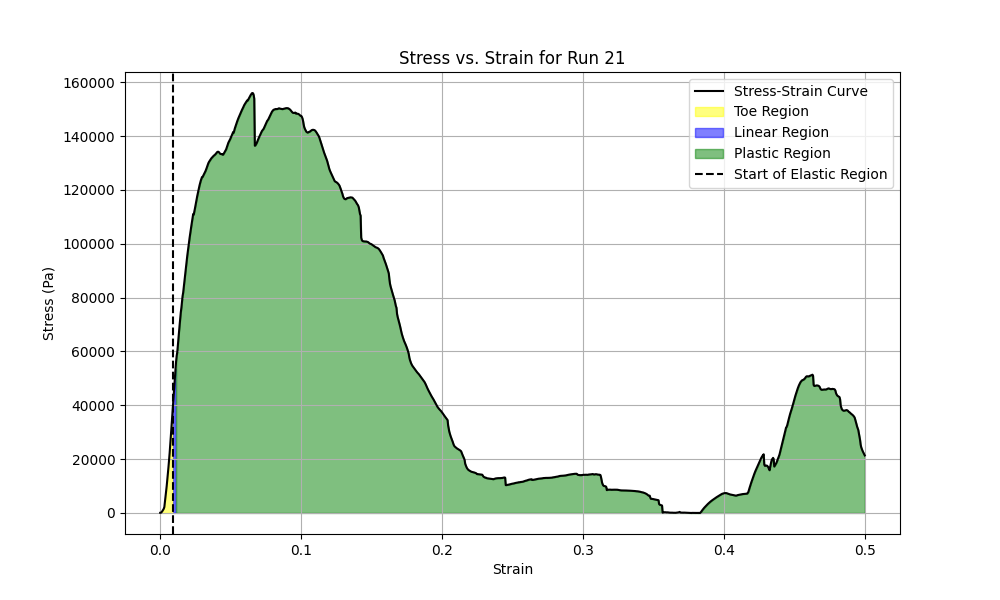 Stress vs. Strain for Run 21
160000
140000
120000
100000
80000
60000
40000
20000
0
Stress (Pa)
0.0
0.1
0.2
0.3
0.4
0.5
Strain
Stress-Strain Curve
Toe Region
Linear Region
Plastic Region
Start of Elastic Region